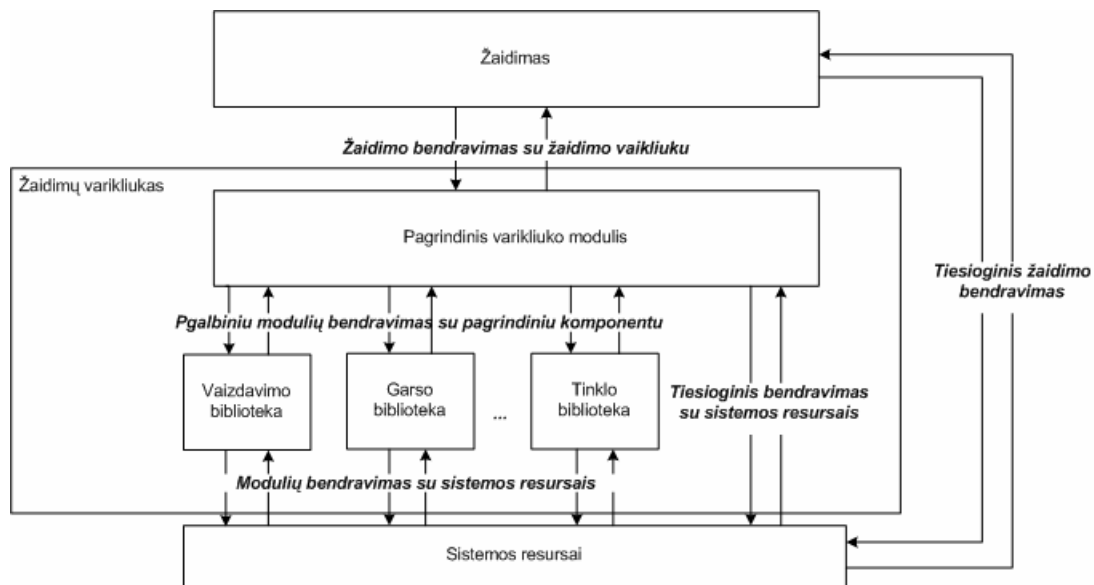 Žaidimas
Žaidimo bendravimas su žaidimo vaikliuku
Žaidimų varikliukas
Pagrindinis varikliuko modulis
Tiesioginis žaidimo
bendravimas
Pgalbiniu modulių bendravimas su pagrindiniu komponentu
Vaizdavimo
biblioteka
Garso
biblioteka
...
Tinklo
biblioteka
Tiesioginis bendravimas
su sistemos resursais
Modulių bendravimas su sistemos resursais
Sistemos resursai